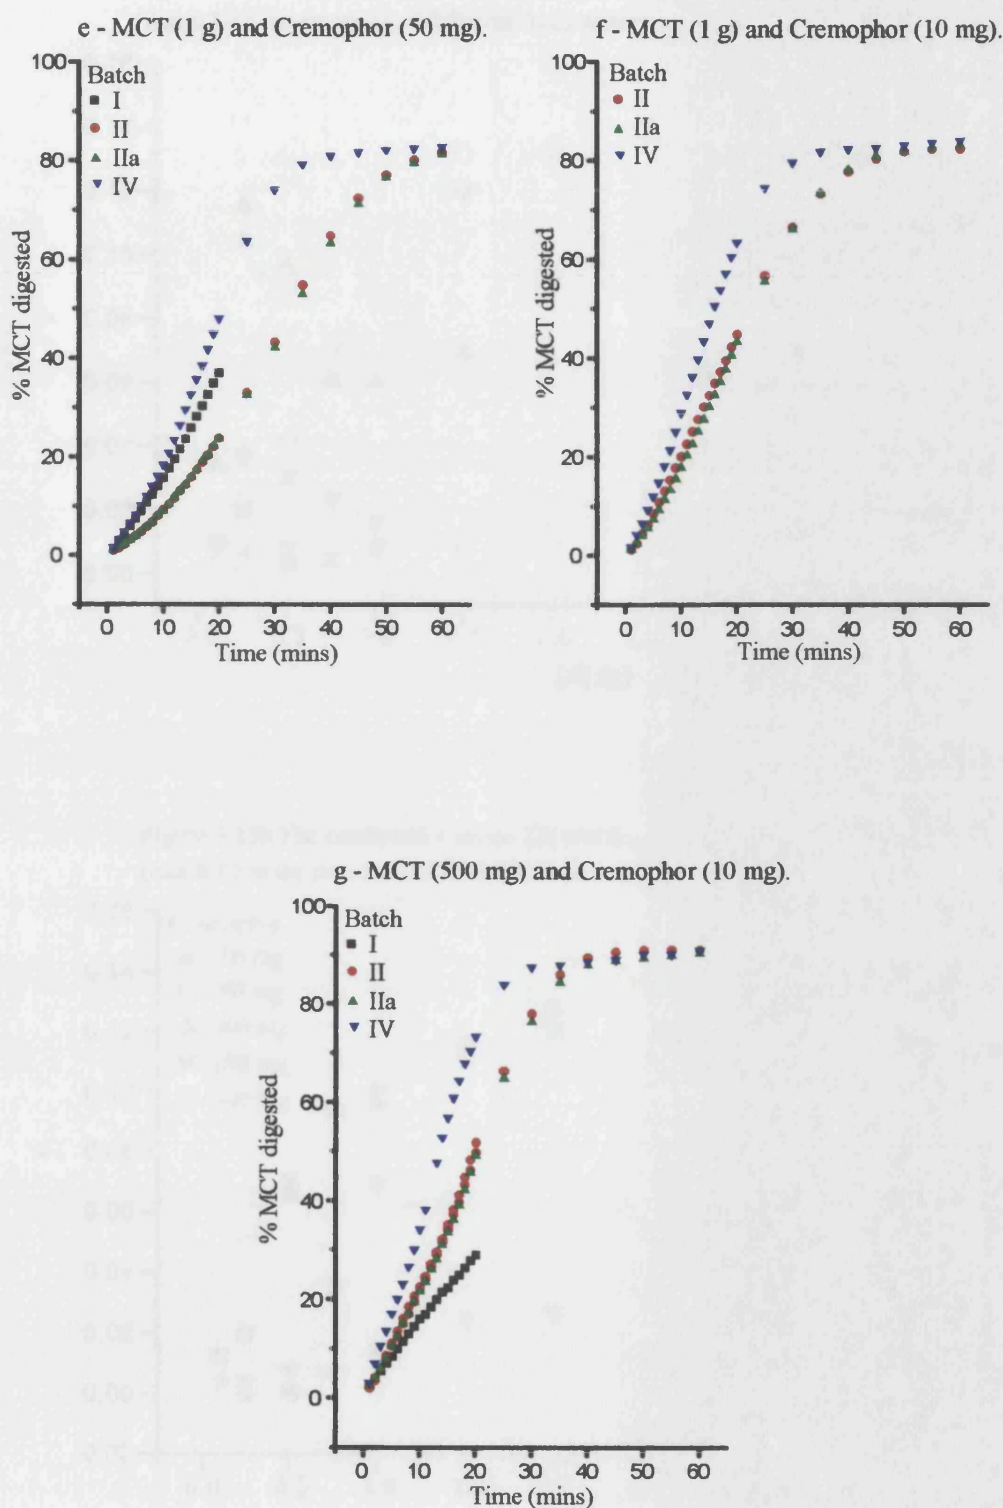 e - MCT (1 g) and Cremophor (50 mg).
100
80
60
40
20
0
% MCT digested
Batch
I
II
IIa
IV
0 10 20 30 40 50 60
Time (mins)
f - MCT (1 g) and Cremophor (10 mg).
100
80
60
40
20
0
% MCT digested
Batch
II
IIa
IV
0 10 20 30 40 50 60
Time (mins)
g - MCT (500 mg) and Cremophor (10 mg).
100
80
60
40
20
0
% MCT digested
Batch
I
II
IIa
IV
0 10 20 30 40 50 60
Time (mins)